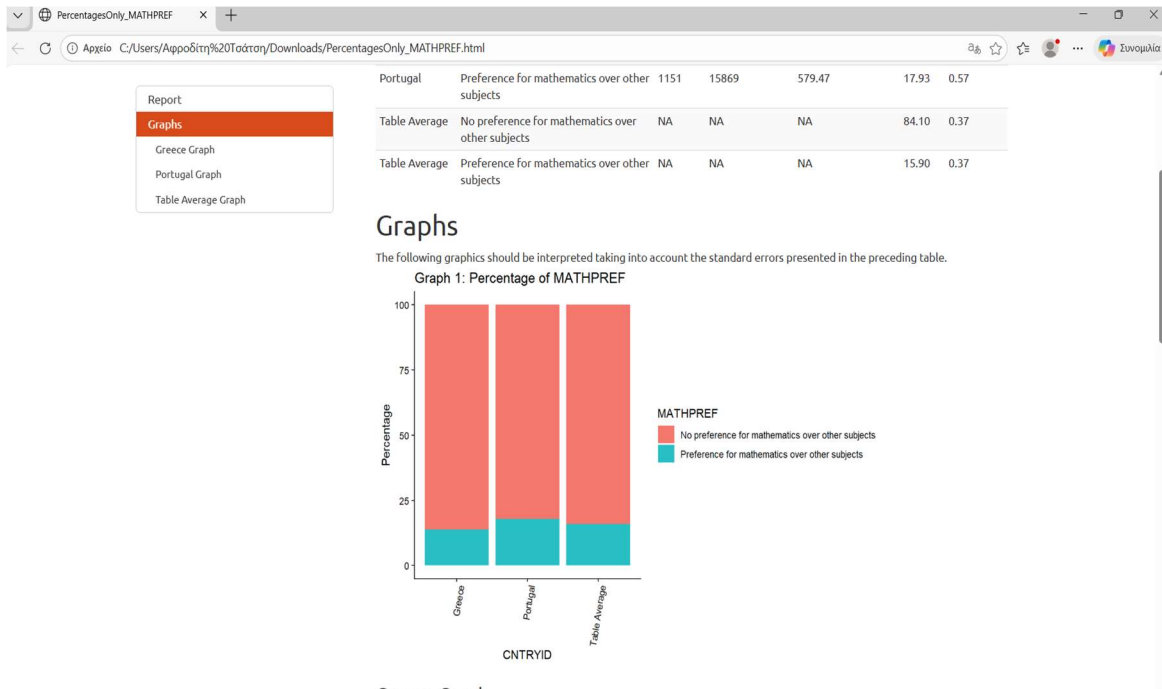 PercentagesOnly_MATHPREF
Αρχείο C:/Users/Αφροδίτη%20Τσάτση/Downloads/PercentagesOnly_MATHPREF.html
Συνομιλία
Report
Graphs
Greece Graph
Portugal Graph
Table Average Graph
Portugal Preference for mathematics over other 1151 15869 579.47 17.93 0.57
subjects
Table Average No preference for mathematics over NA NA NA 84.10 0.37
other subjects
Table Average Preference for mathematics over other NA NA NA 15.90 0.37
subjects
Graphs
The following graphics should be interpreted taking into account the standard errors presented in the preceding table.
Graph 1: Percentage of MATHPREF
100
75
50
25
0
Percentage
Greece
Portugal
Table Average
CNTRYID
MATHPREF
No preference for mathematics over other subjects
Preference for mathematics over other subjects